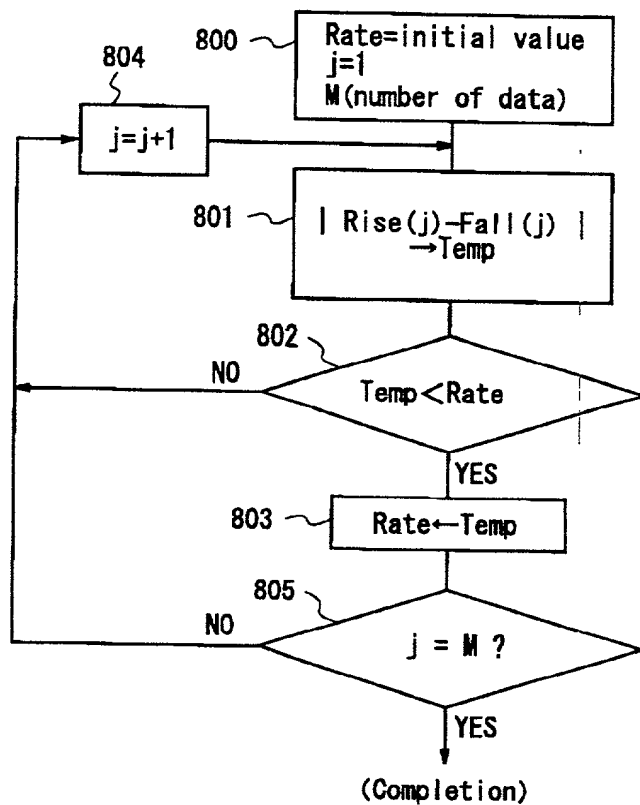 800
Rate=initial value
j=1
M(number of data)
804
j=j+1
801
| Rise(j)-Fall(j) |
→Temp
802
NO
Temp<Rate
YES
803
Rate←Temp
805
NO
j = M ?
YES
(Completion)